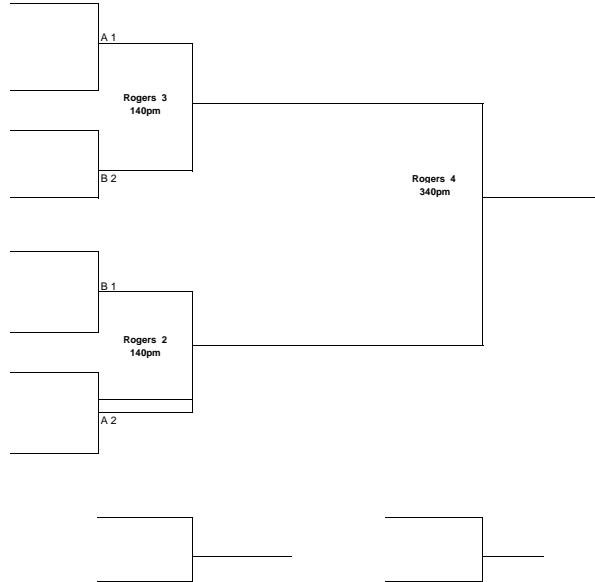 A 1
Rogers 3
140pm
B 2
Rogers 4
340pm
B 1
Rogers 2
140pm
A 2